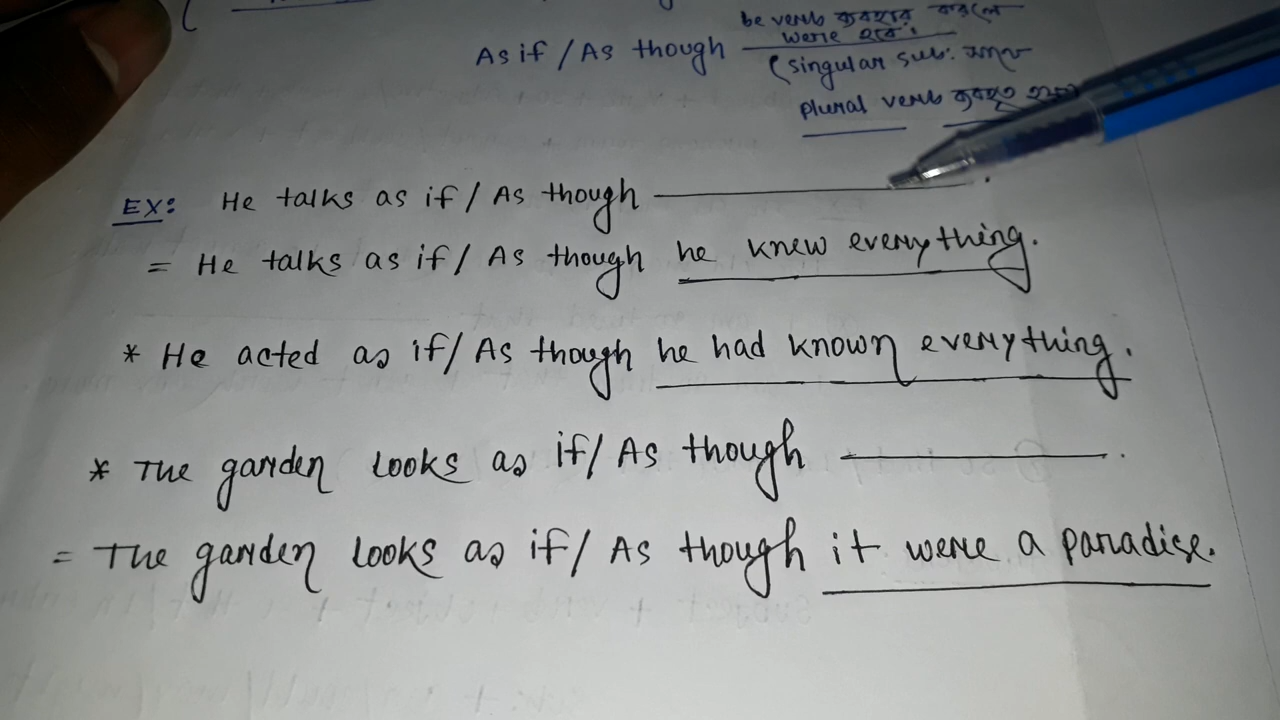 be verb ব্যবহার করলে
As if / As though were হবে।
(singular sub:
plural verb
EX: He talks as if / As though .
= He talks as if / As though he knew everything.
* He acted as if / As though he had known everything.
* The garden looks as if / As though .
= The garden looks as if / As though it were a paradise.